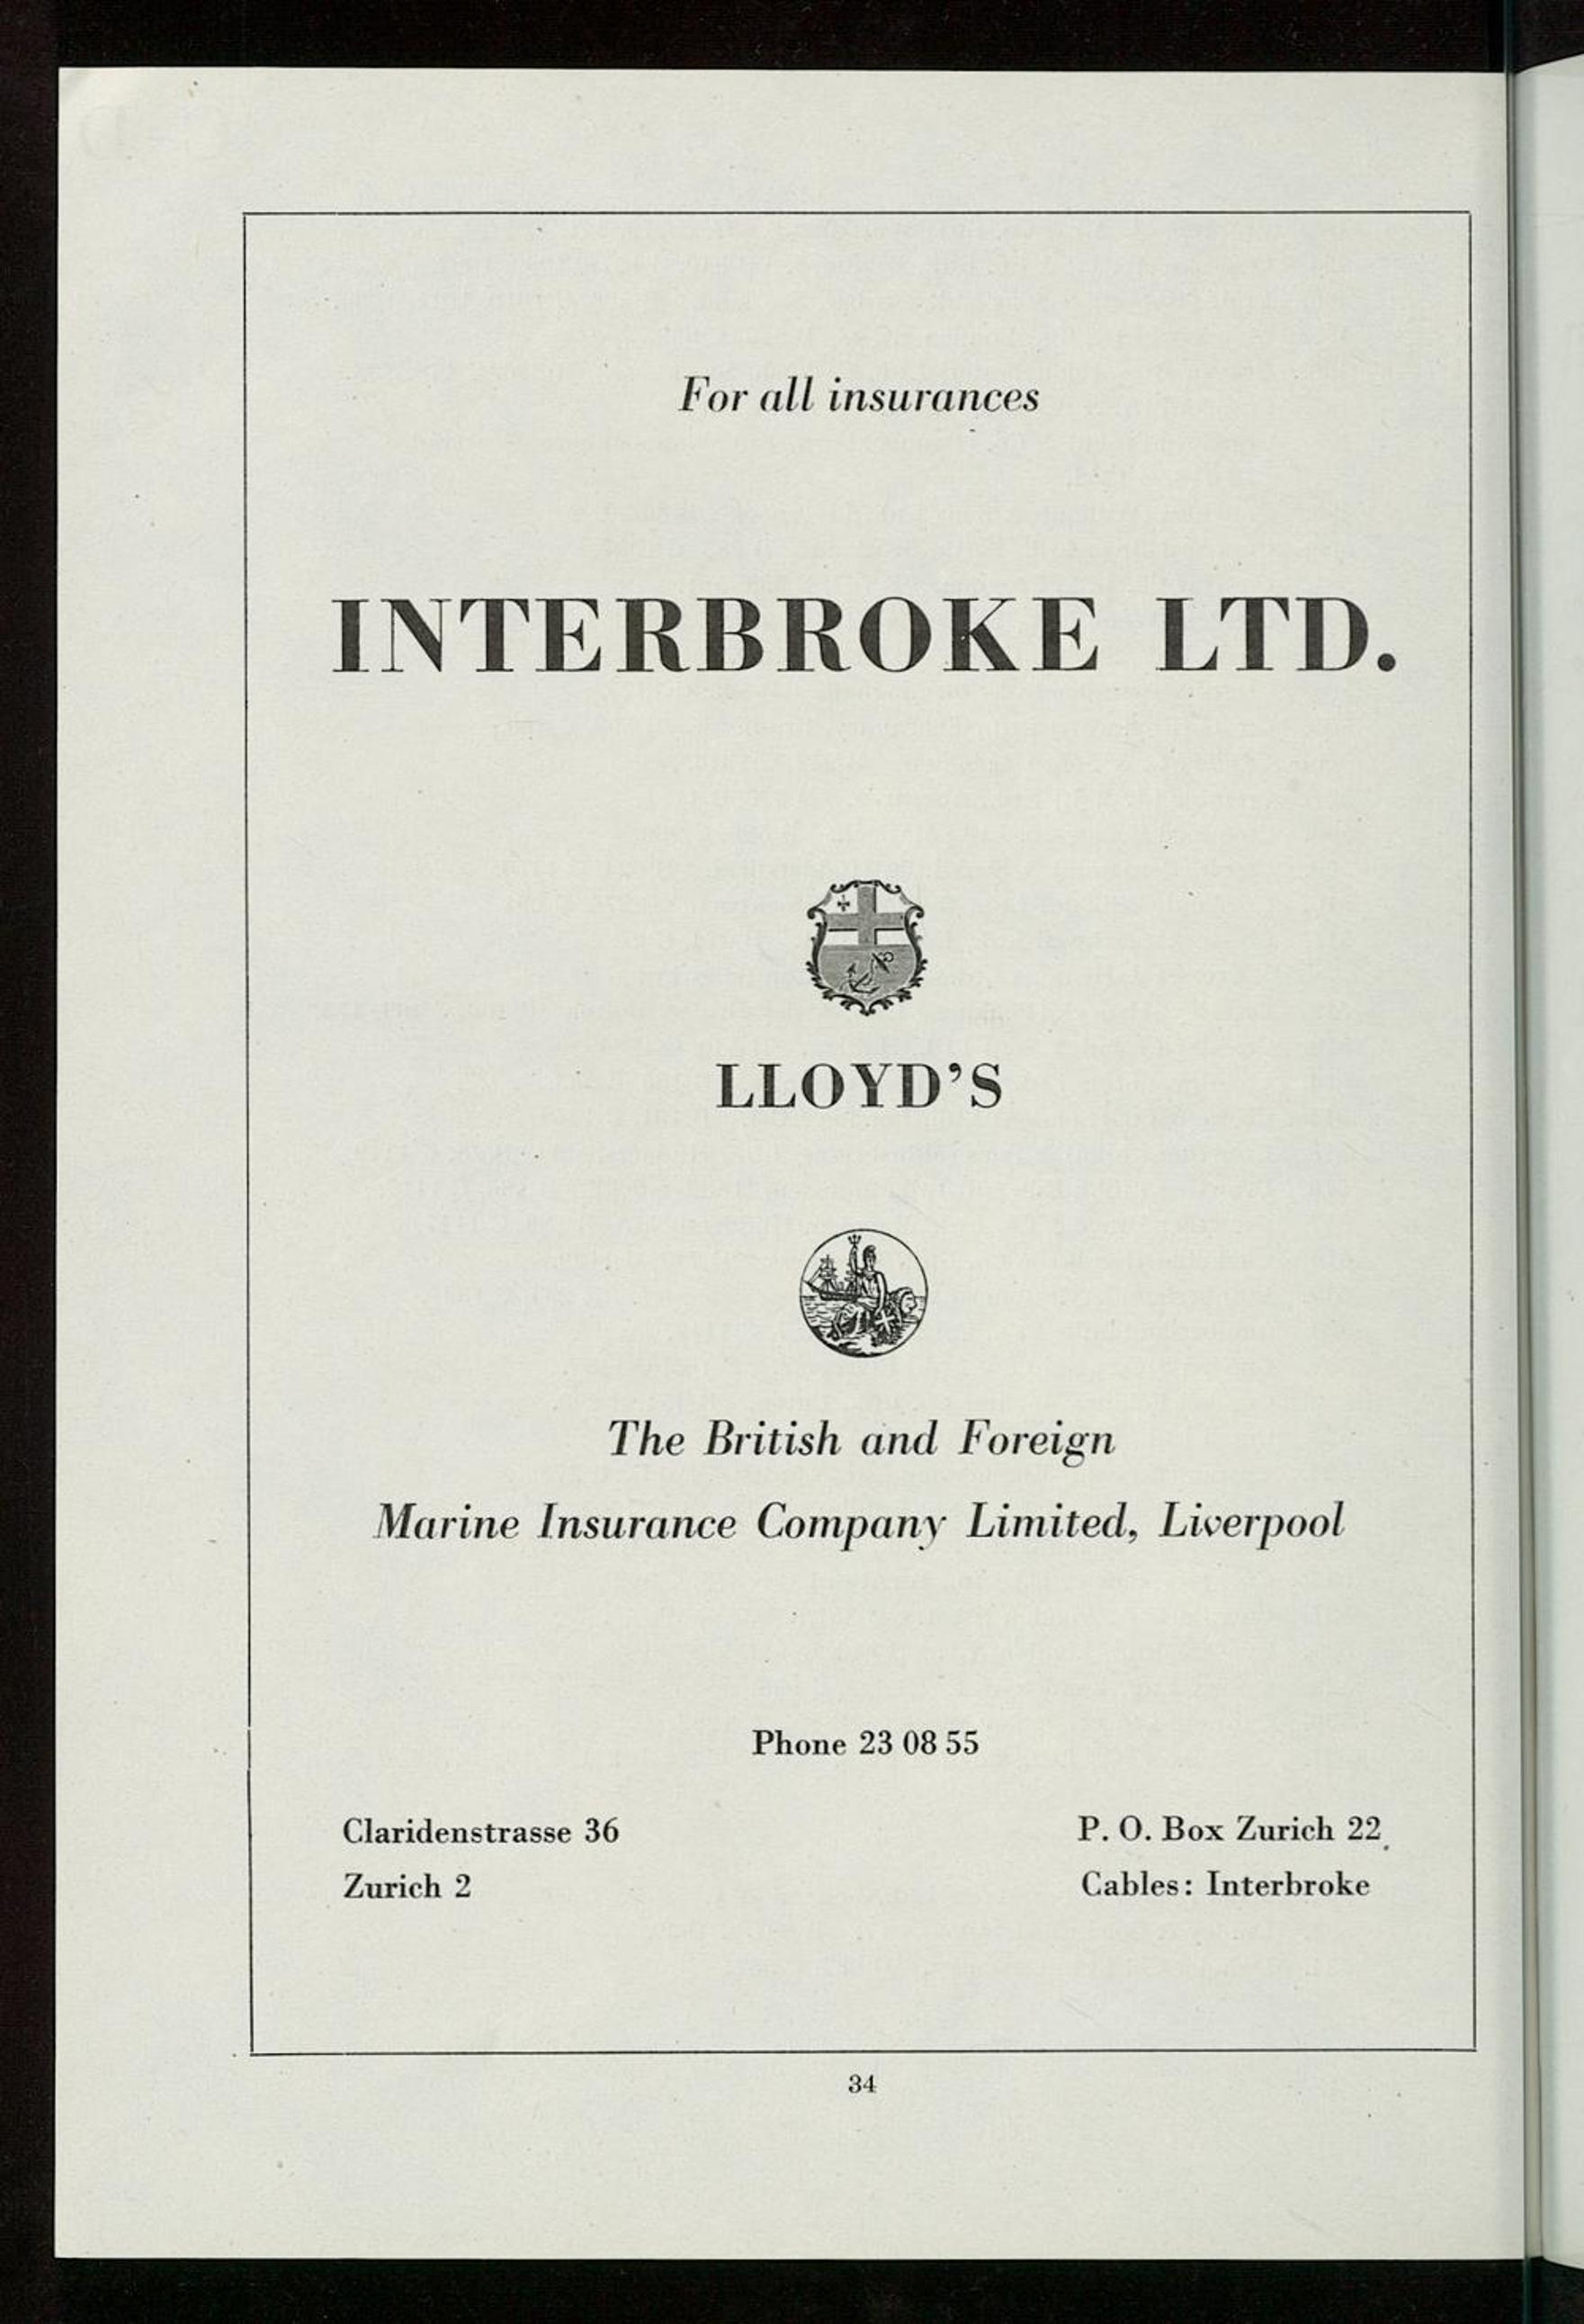 For all insurances
INTERBROKE LTD.
LLOYD'S
The British and Foreign
Marine Insurance Company Limited, Liverpool
Phone 23 08 55
Claridenstrasse 36
Zurich 2
P. O. Box Zurich 22
Cables: Interbroke
34